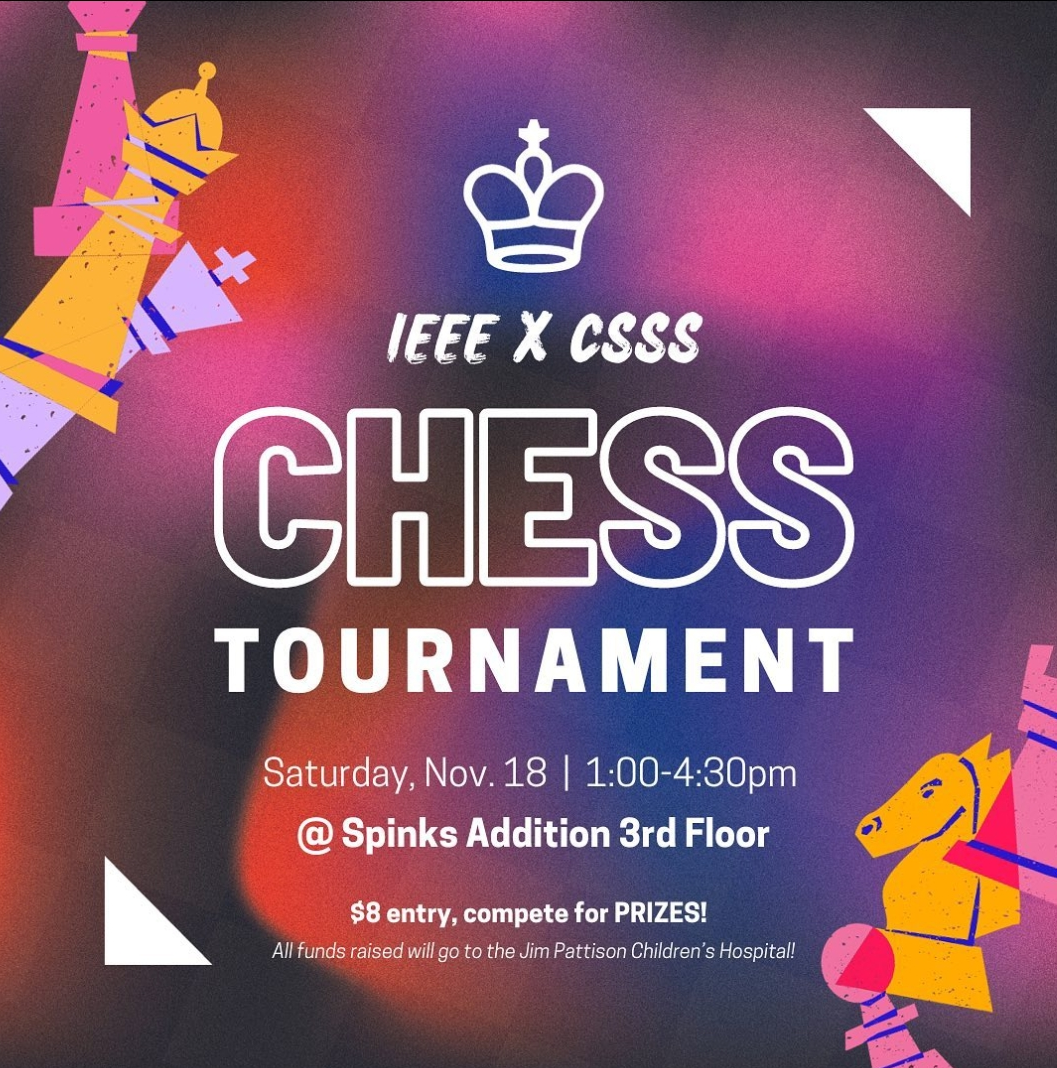 IEEE X CSSS
CHESS
TOURNAMENT
Saturday, Nov. 18 | 1:00-4:30pm
@ Spinks Addition 3rd Floor
$8 entry, compete for PRIZES!
All funds raised will go to the Jim Pattison Children's Hospital!